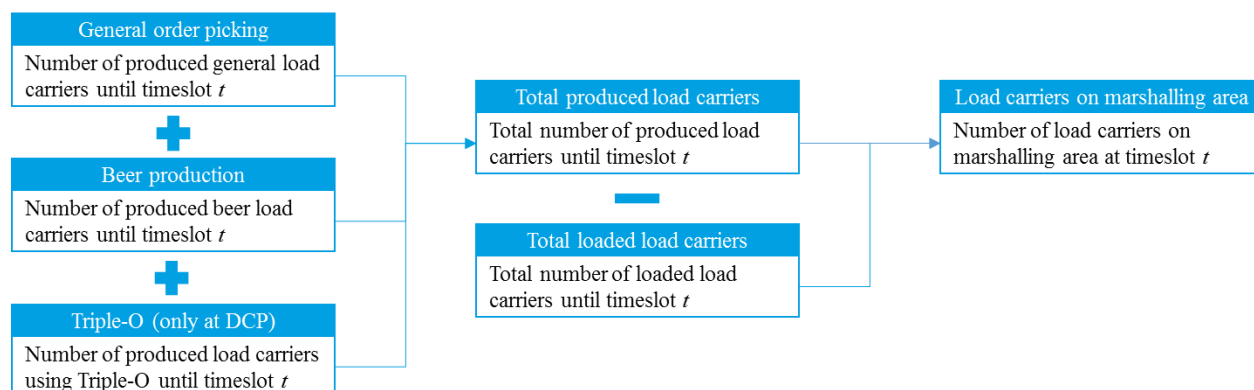 General order picking
Number of produced general load
carriers until timeslot t
Beer production
Number of produced beer load
carriers until timeslot t
Triple-O (only at DCP)
Number of produced load carriers
using Triple-O until timeslot t
Total produced load carriers
Total number of produced load
carriers until timeslot t
Total loaded load carriers
Total number of loaded load
carriers until timeslot t
Load carriers on marshalling area
Number of load carriers on
marshalling area at timeslot t